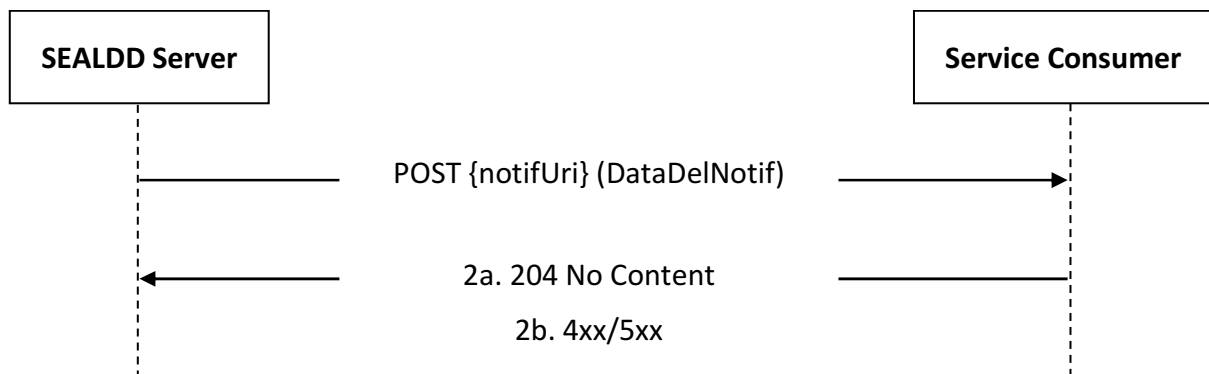 SEALDD Server
Service Consumer
POST {notifUri} (DataDelNotif)
2a. 204 No Content
2b. 4xx/5xx